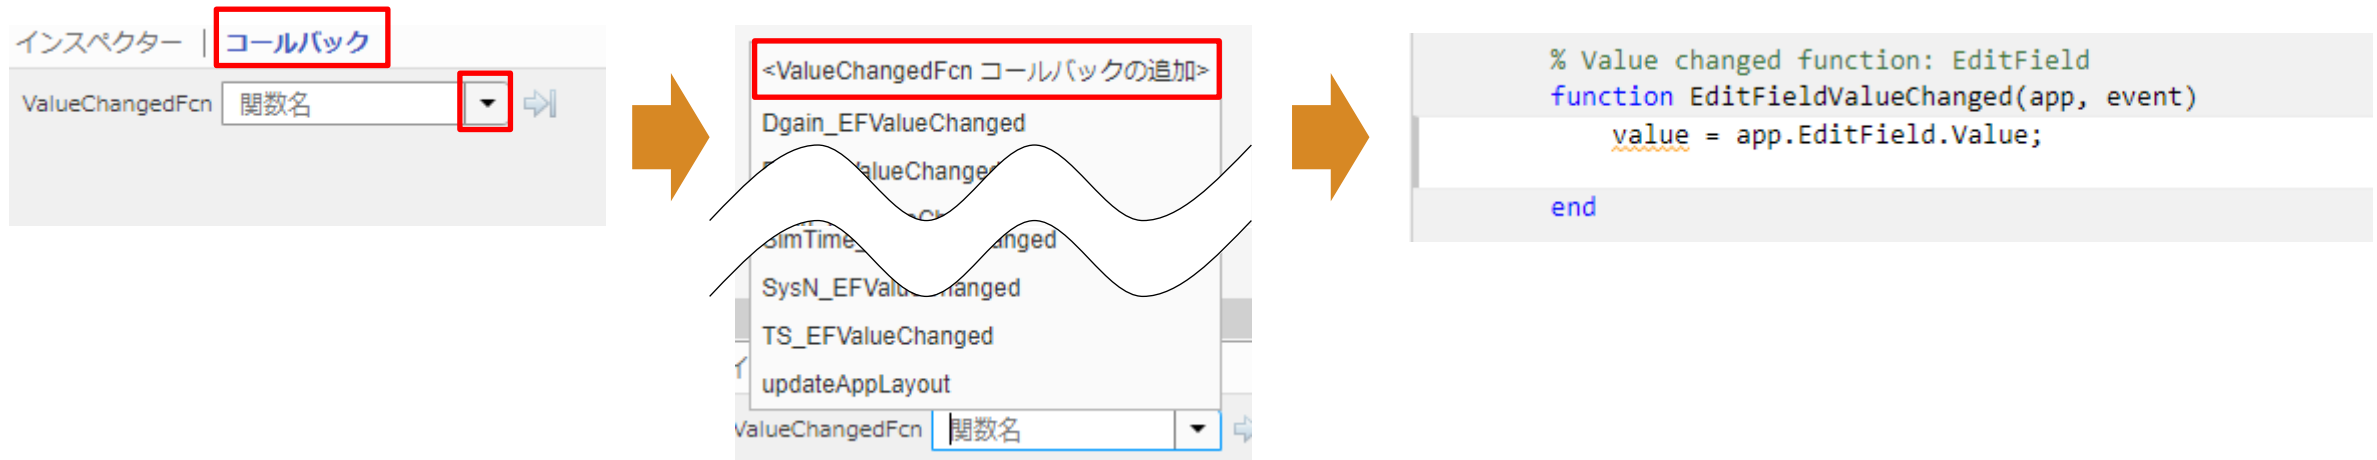 インスペクター | コールバック
ValueChangedFcn 関数名
<ValueChangedFcn コールバックの追加>
Dgain_EFValueChanged
SysN_EFValueChanged
TS_EFValueChanged
updateAppLayout
ValueChangedFcn 関数名
% Value changed function: EditField
function EditFieldValueChanged(app, event)
value = app.EditField.Value;
end